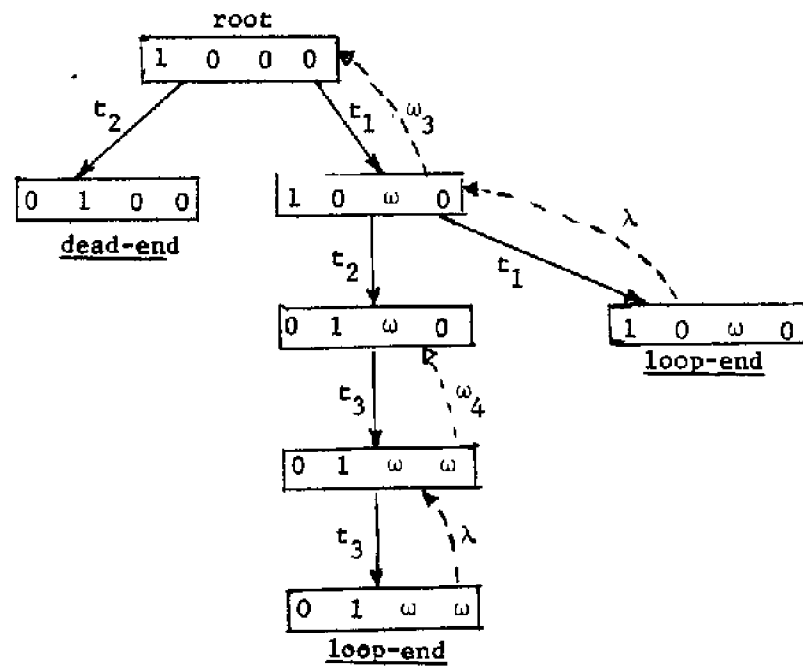 root
1 0 0 0
t2 t1 ω3
0 1 0 0
dead-end
1 0 ω 0
λ
t2 t1
0 1 ω 0
1 0 ω 0
loop-end
t3 ω4
0 1 ω ω
t3 λ
0 1 ω ω
loop-end